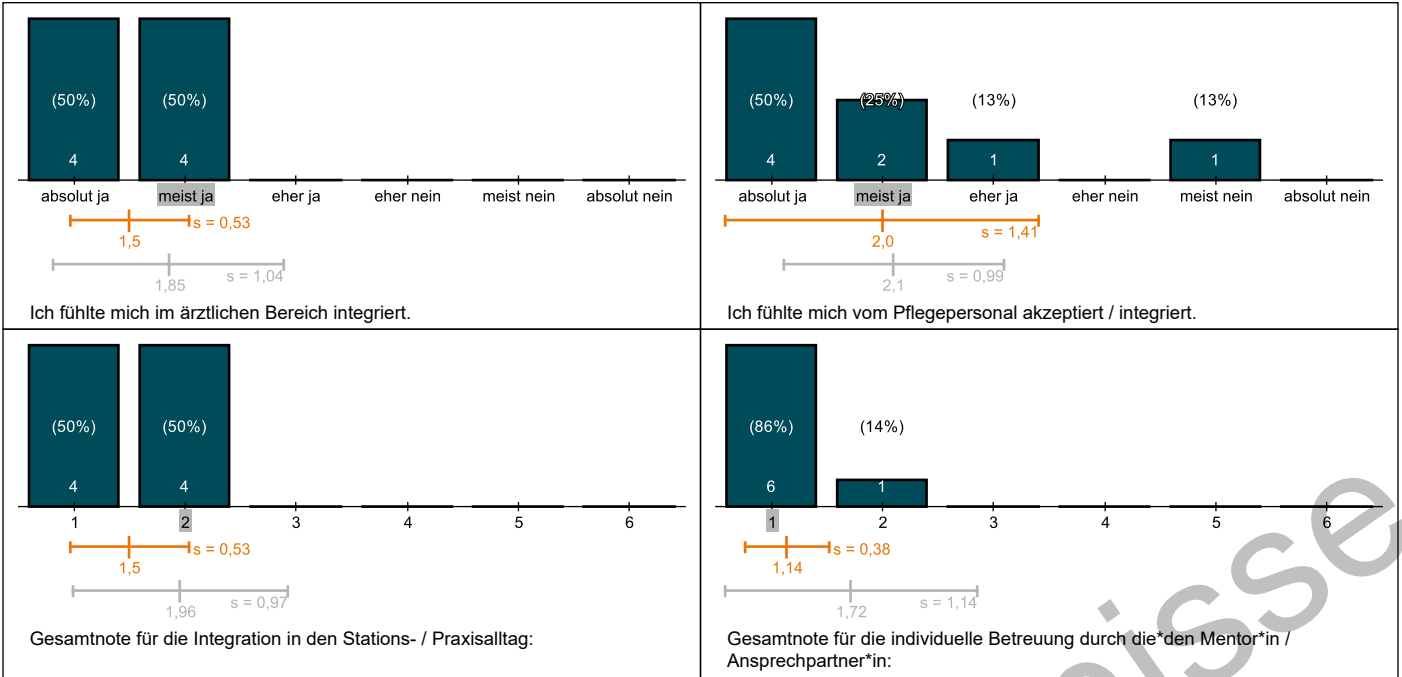 (50%) (50%)
4 4
absolut ja meist ja eher ja eher nein meist nein absolut nein
s = 0,53
1,5
s = 1,04
1,85
Ich fühlte mich im ärztlichen Bereich integriert.
(50%) (25%) (13%) (13%)
4 2 1 1
absolut ja meist ja eher ja eher nein meist nein absolut nein
s = 1,41
2,0
s = 0,99
2,1
Ich fühlte mich vom Pflegepersonal akzeptiert / integriert.
(50%) (50%)
4 4
1 2 3 4 5 6
s = 0,53
1,5
s = 0,97
1,96
Gesamtnote für die Integration in den Stations- / Praxisalltag:
(86%) (14%)
6 1
1 2 3 4 5 6
s = 0,38
1,14
s = 1,14
1,72
Gesamtnote für die individuelle Betreuung durch die*den Mentor*in /
Ansprechpartner*in:
isse